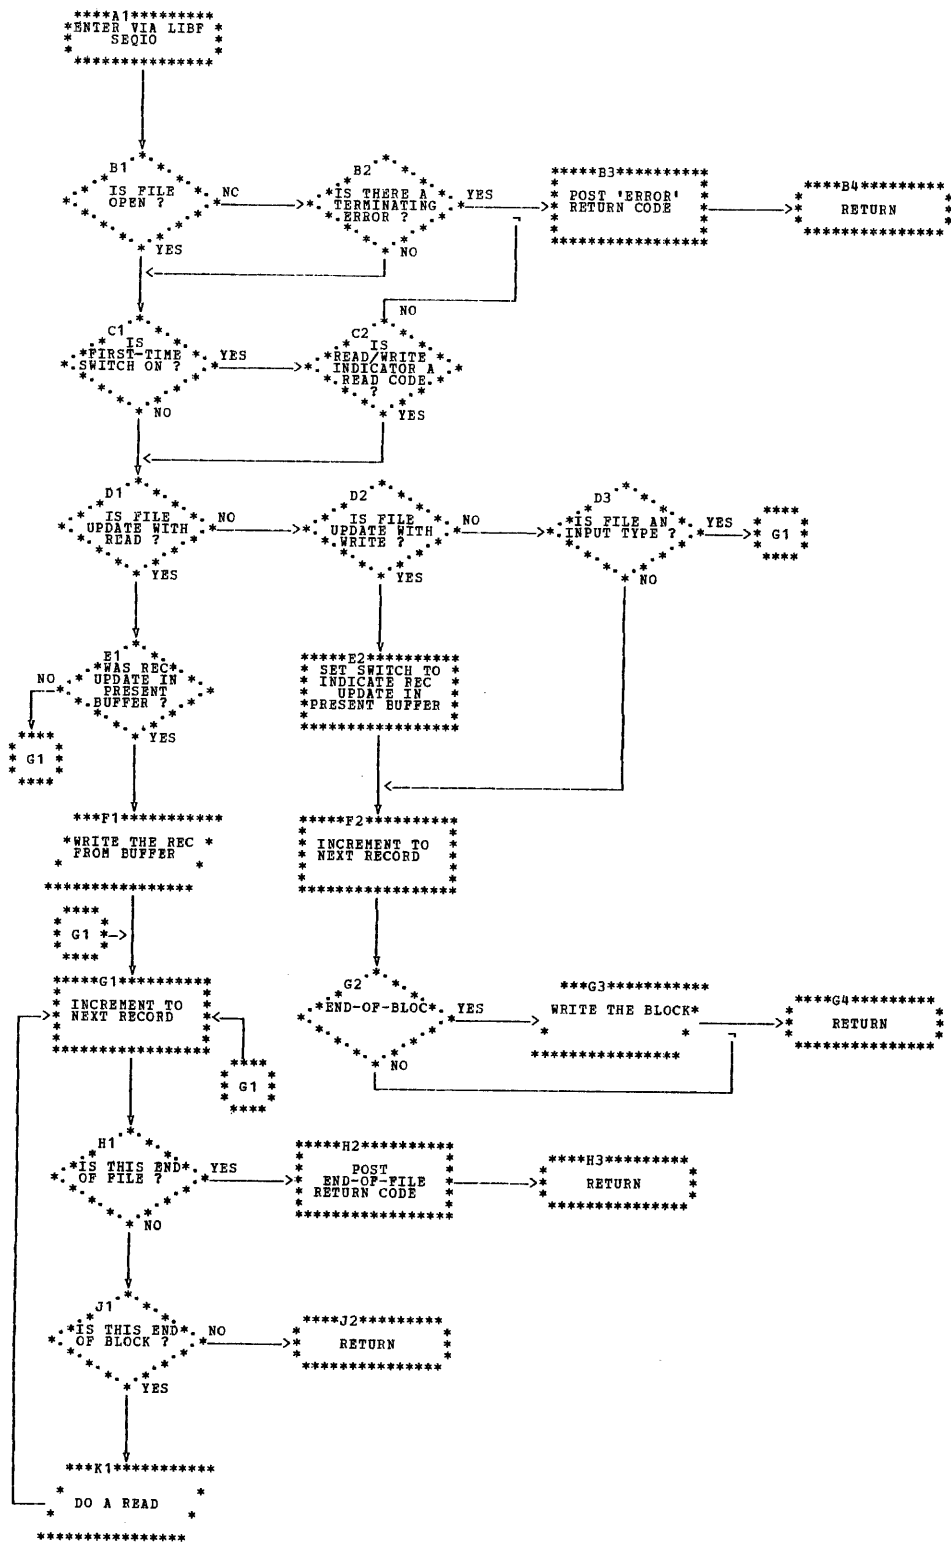 A1
ENTER VIA LIBF
SEQIO
B1
IS FILE
OPEN ?
NC
YES
B2
IS THERE A
TERMINATING
ERROR ?
YES
NO
B3
POST 'ERROR'
RETURN CODE
B4
RETURN
C1
IS
FIRST-TIME
SWITCH ON ?
YES
NO
C2
IS
READ/WRITE
INDICATOR A
READ CODE
?
NO
YES
D1
IS FILE
UPDATE WITH
READ ?
NO
YES
D2
IS FILE
UPDATE WITH
WRITE ?
NO
YES
D3
IS FILE AN
INPUT TYPE ?
YES
NO
G1
E1
WAS REC
UPDATE IN
PRESENT
BUFFER ?
NO
YES
G1
E2
SET SWITCH TO
INDICATE REC
UPDATE IN
PRESENT BUFFER
F1
WRITE THE REC
FROM BUFFER
F2
INCREMENT TO
NEXT RECORD
G1
G1
INCREMENT TO
NEXT RECORD
G1
G2
END-OF-BLOC
YES
NO
G3
WRITE THE BLOCK
G4
RETURN
H1
IS THIS END
OF FILE ?
YES
NO
H2
POST
END-OF-FILE
RETURN CODE
H3
RETURN
J1
IS THIS END
OF BLOCK ?
NO
YES
J2
RETURN
K1
DO A READ